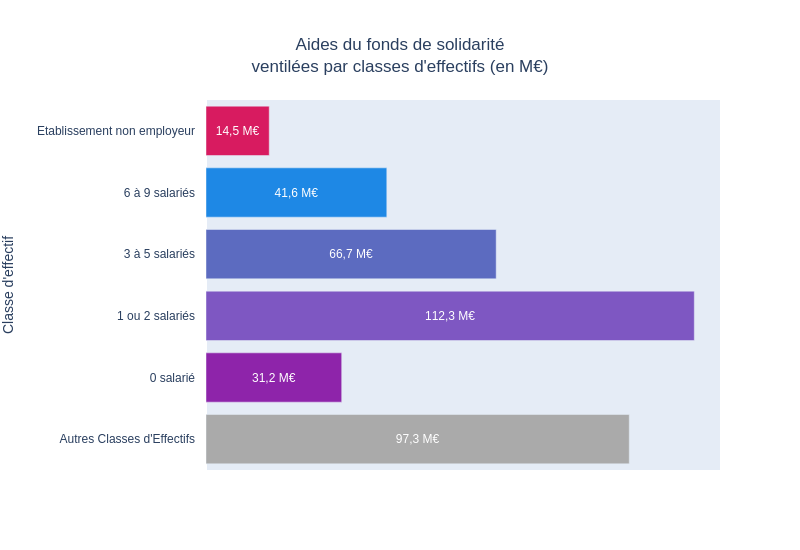 Aides du fonds de solidarité
ventilées par classes d'effectifs (en M€)
Classe d'effectif
Etablissement non employeur
14,5 M€
6 à 9 salariés
41,6 M€
3 à 5 salariés
66,7 M€
1 ou 2 salariés
112,3 M€
0 salarié
31,2 M€
Autres Classes d'Effectifs
97,3 M€